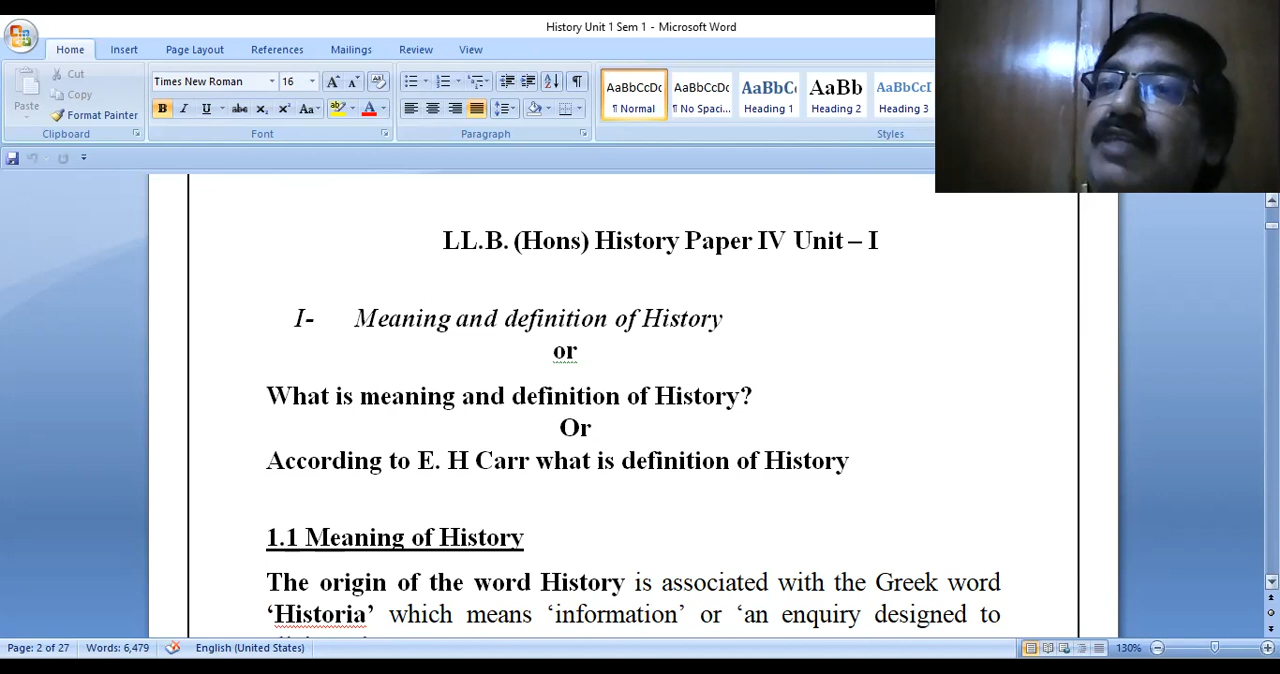 History Unit 1 Sem 1 - Microsoft Word
Home Insert Page Layout References Mailings Review View
Paste
Cut
Copy
Format Painter
Clipboard
Times New Roman 16
Font
Paragraph
AaBbCcDc AaBbCcDc AaBbC AaBb AaBbCcI
¶ Normal ¶ No Spaci... Heading 1 Heading 2 Heading 3
Styles
LL.B. (Hons) History Paper IV Unit – I
I- Meaning and definition of History
or
What is meaning and definition of History?
Or
According to E. H Carr what is definition of History
1.1 Meaning of History
The origin of the word History is associated with the Greek word
‘Historia’ which means ‘information’ or ‘an enquiry designed to
Page: 2 of 27 Words: 6,479 English (United States) 130%